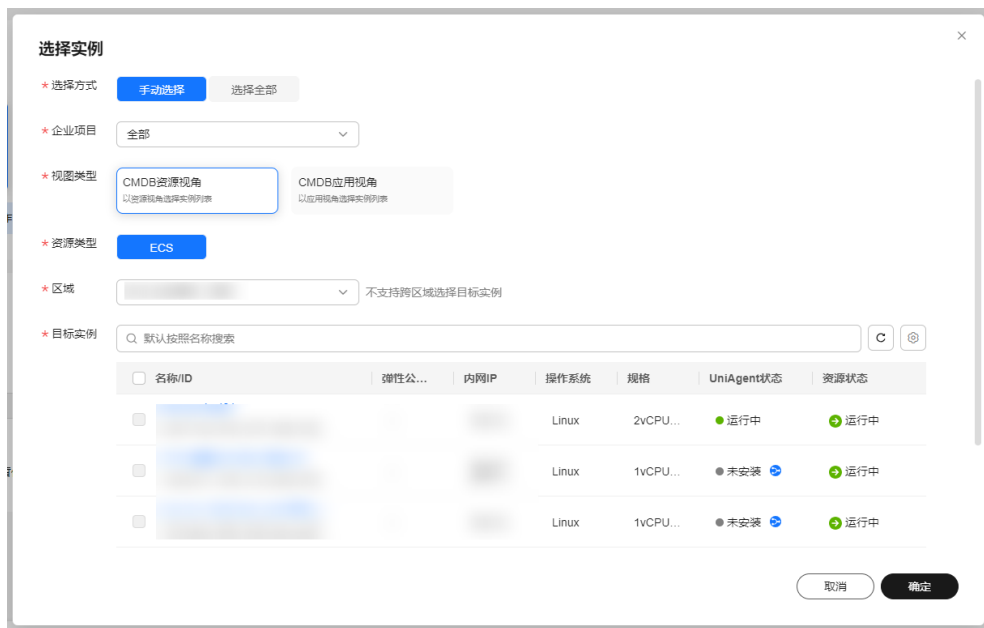 选择实例
* 选择方式 手动选择 选择全部
* 企业项目 全部
* 视图类型 CMDB资源视角 CMDB应用视角
以资源视角选择实例列表 以应用视角选择实例列表
* 资源类型 ECS
* 区域 不支持跨区域选择目标实例
* 目标实例 默认按照名称搜索
名称/ID 弹性公... 内网IP 操作系统 规格 UniAgent状态 资源状态
Linux 2vCPU... 运行中 运行中
Linux 1vCPU... 未安装 运行中
Linux 1vCPU... 未安装 运行中
取消 确定